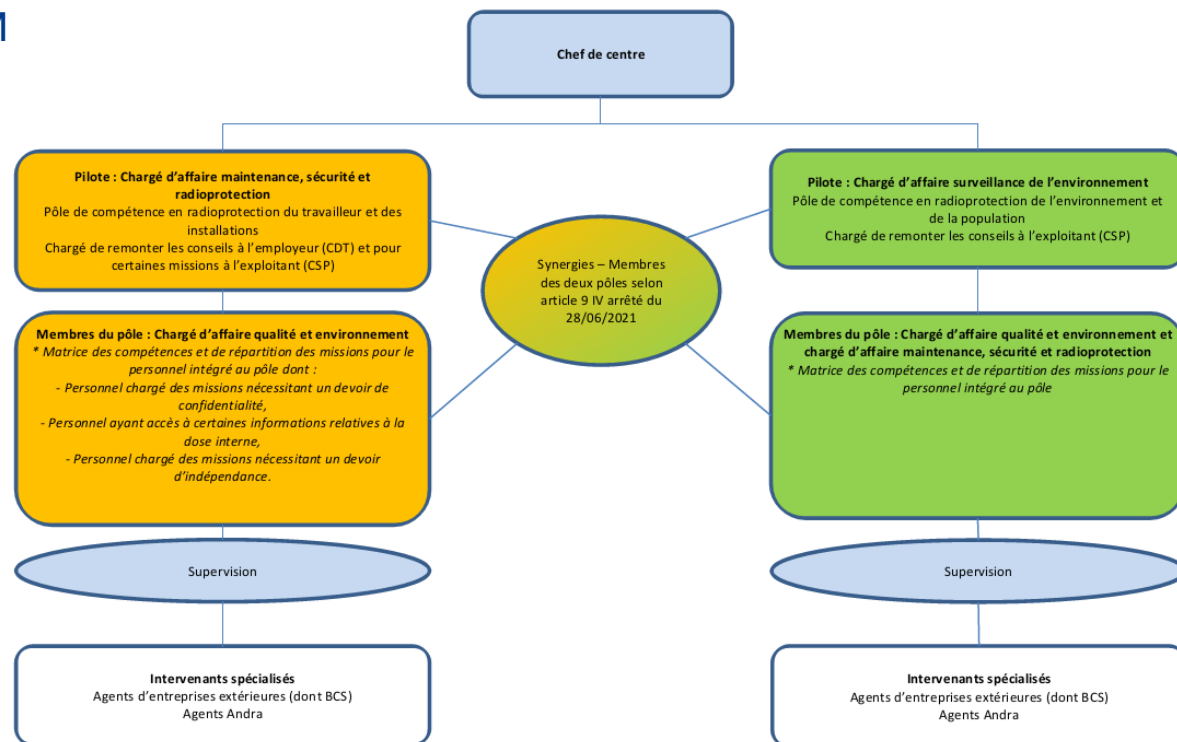 M
Chef de centre
Pilote : Chargé d'affaire maintenance, sécurité et
radioprotection
Pôle de compétence en radioprotection du travailleur et des
installations
Chargé de remonter les conseils à l'employeur (CDT) et pour
certaines missions à l'exploitant (CSP)
Pilote : Chargé d'affaire surveillance de l'environnement
Pôle de compétence en radioprotection de l'environnement et
de la population
Chargé de remonter les conseils à l'exploitant (CSP)
Synergies – Membres
des deux pôles selon
article 9 IV arrêté du
28/06/2021
Membres du pôle : Chargé d'affaire qualité et environnement
* Matrice des compétences et de répartition des missions pour le
personnel intégré au pôle dont :
- Personnel chargé des missions nécessitant un devoir de
confidentialité,
- Personnel ayant accès à certaines informations relatives à la
dose interne,
- Personnel chargé des missions nécessitant un devoir
d'indépendance.
Membres du pôle : Chargé d'affaire qualité et environnement et
chargé d'affaire maintenance, sécurité et radioprotection
* Matrice des compétences et de répartition des missions pour le
personnel intégré au pôle
Supervision
Supervision
Intervenants spécialisés
Agents d'entreprises extérieures (dont BCS)
Agents Andra
Intervenants spécialisés
Agents d'entreprises extérieures (dont BCS)
Agents Andra